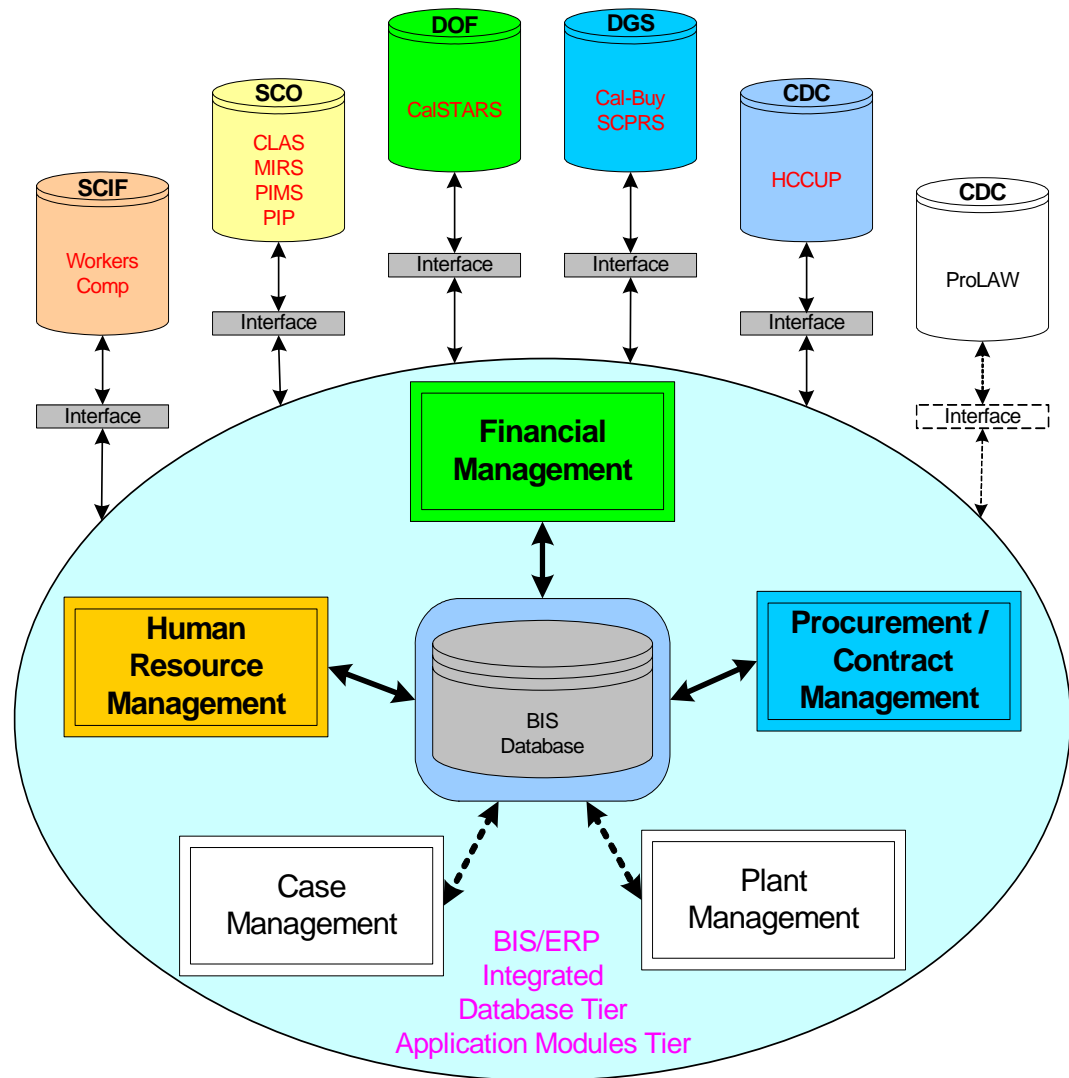 DOF
CalSTARS
DGS
Cal-Buy
SCPRS
SCO
CLAS
MIRS
PIMS
PIP
CDC
HCCUP
SCIF
Workers
Comp
CDC
ProLAW
Interface
Interface
Interface
Interface
Interface
Interface
Financial
Management
Human
Resource
Management
Procurement /
Contract
Management
BIS
Database
Case
Management
Plant
Management
BIS/ERP
Integrated
Database Tier
Application Modules Tier